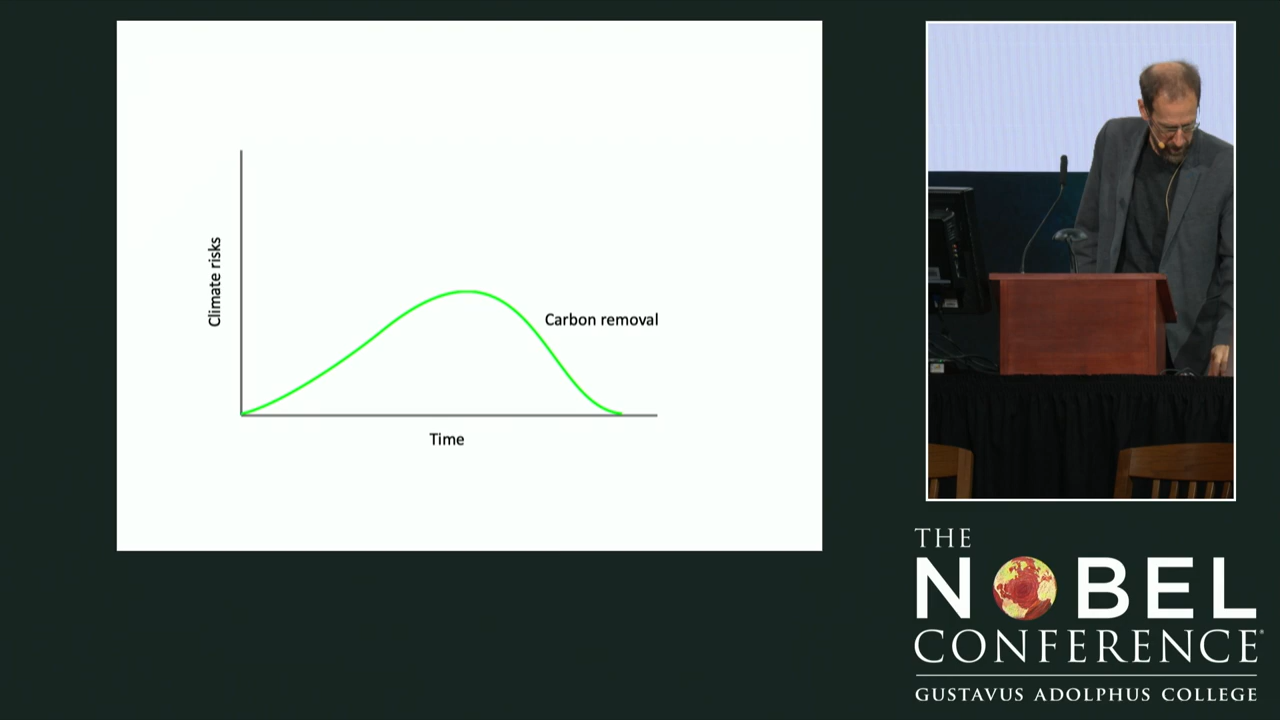 Climate risks
Carbon removal
Time
THE
NOBEL
CONFERENCE®
GUSTAVUS ADOLPHUS COLLEGE